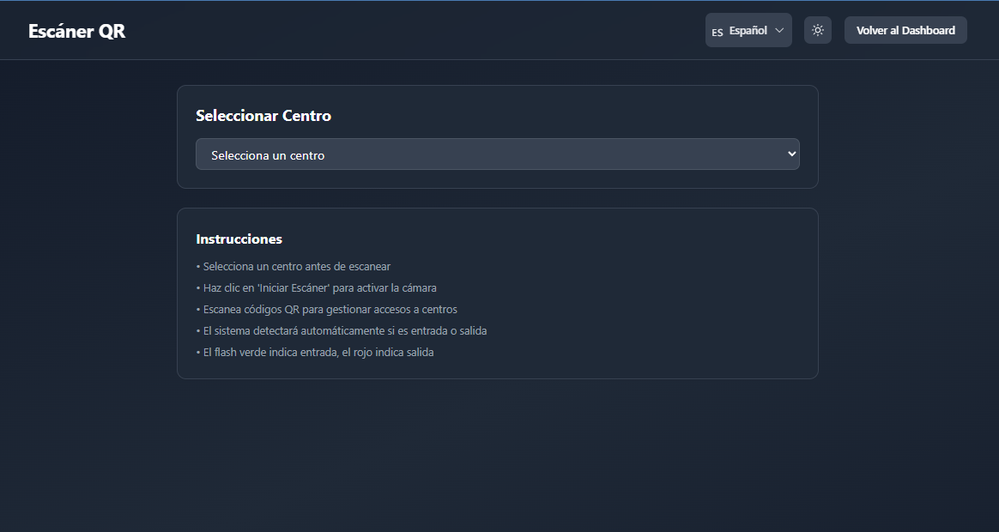 Escáner QR
ES Español
Volver al Dashboard
Seleccionar Centro
Selecciona un centro
Instrucciones
• Selecciona un centro antes de escanear
• Haz clic en 'Iniciar Escáner' para activar la cámara
• Escanea códigos QR para gestionar accesos a centros
• El sistema detectará automáticamente si es entrada o salida
• El flash verde indica entrada, el rojo indica salida